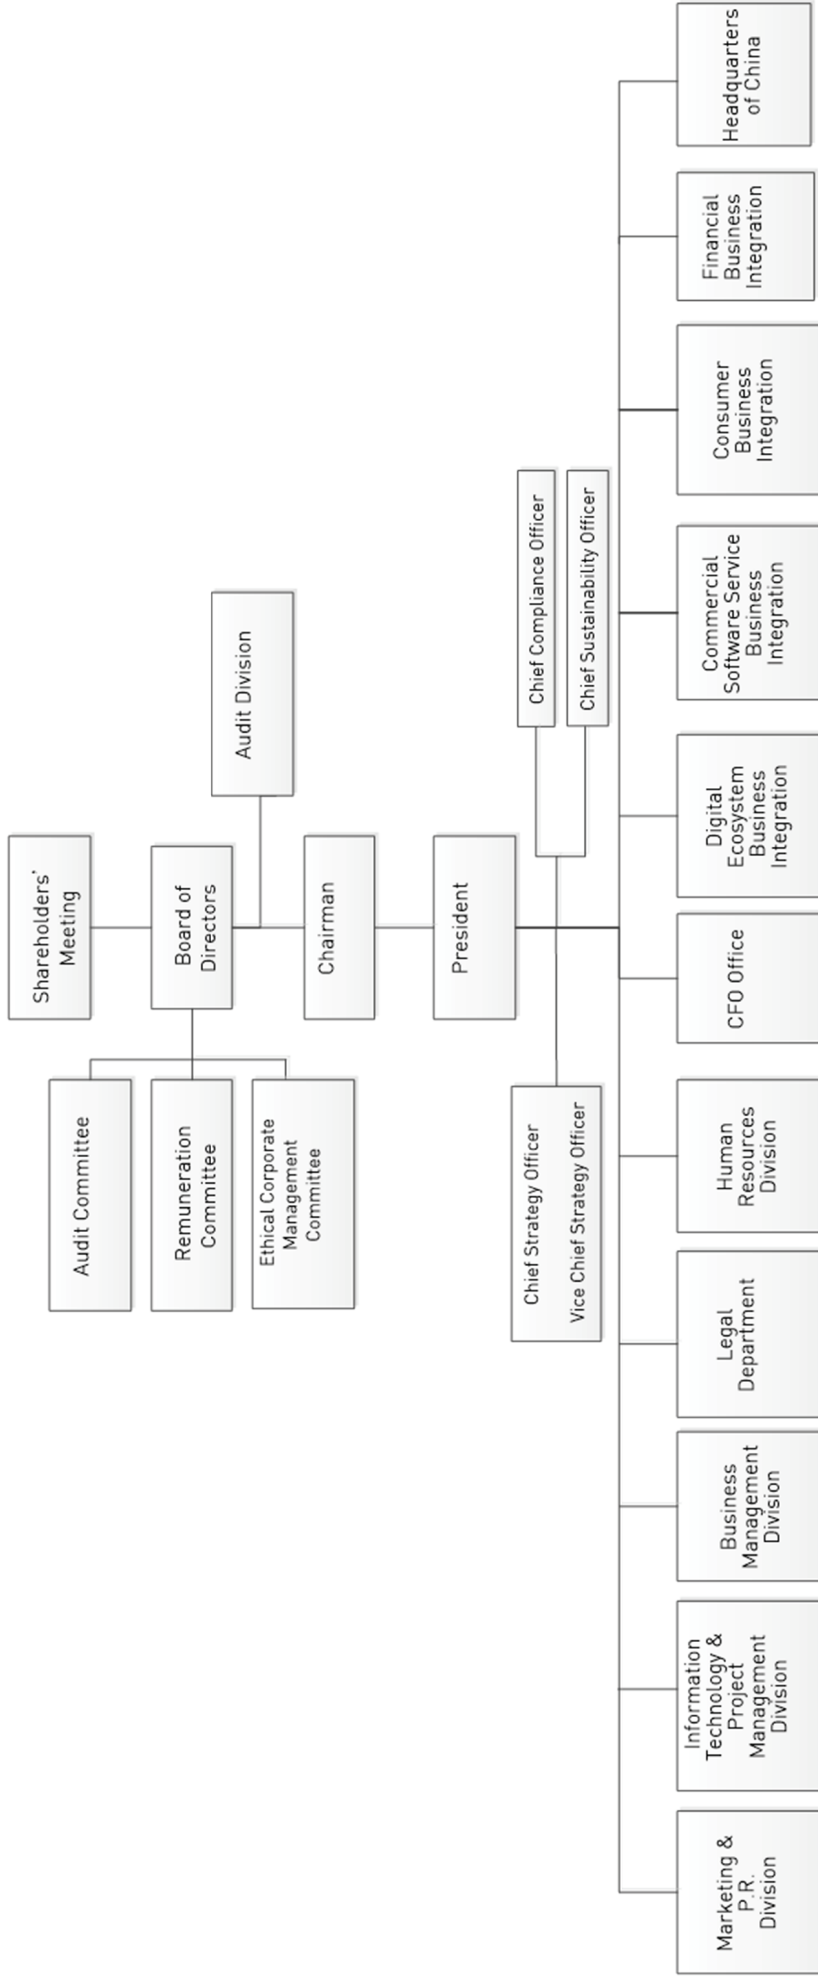 Shareholders'
Meeting
Board of
Directors
Audit Committee
Remuneration
Committee
Ethical Corporate
Management
Committee
Audit Division
Chairman
President
Chief Strategy Officer
Vice Chief Strategy Officer
Chief Compliance Officer
Chief Sustainability Officer
Marketing &
P.R.
Division
Information
Technology &
Project
Management
Division
Business
Management
Division
Legal
Department
Human
Resources
Division
CFO Office
Digital
Ecosystem
Business
Integration
Commercial
Software Service
Business
Integration
Consumer
Business
Integration
Financial
Business
Integration
Headquarters
of China